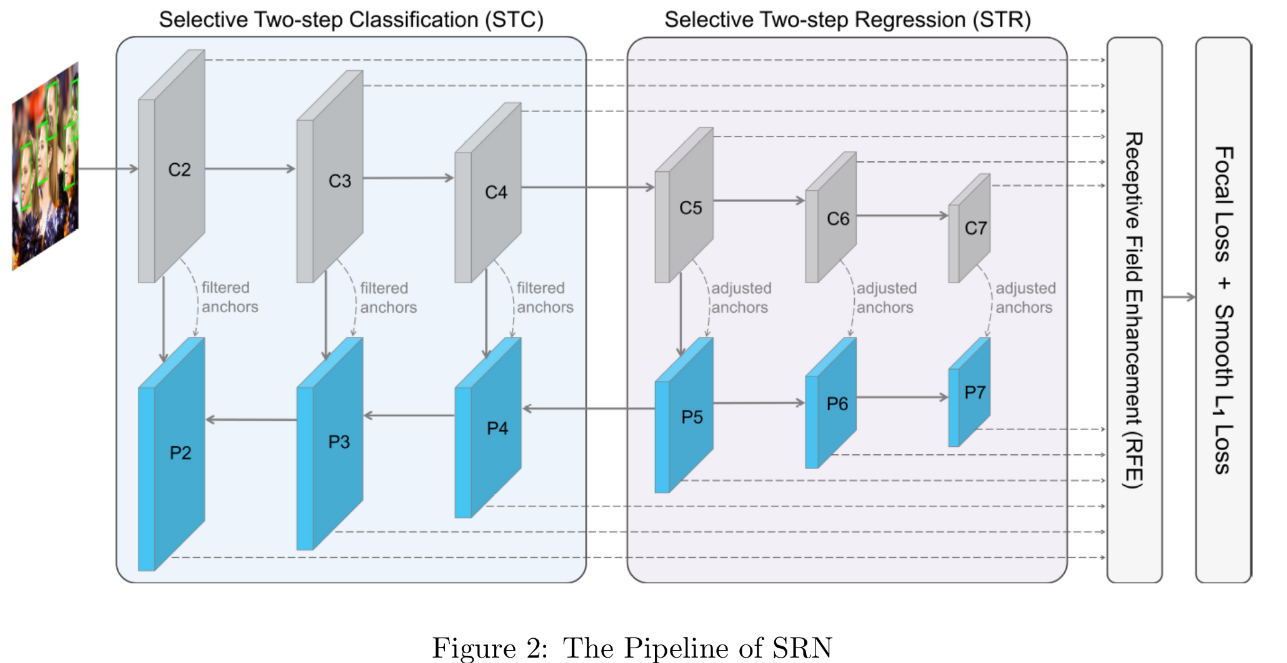 Selective Two-step Classification (STC)
Selective Two-step Regression (STR)
C2
C3
C4
C5
C6
C7
filtered
anchors
filtered
anchors
filtered
anchors
adjusted
anchors
adjusted
anchors
adjusted
anchors
P2
P3
P4
P5
P6
P7
Receptive Field Enhancement (RFE)
Focal Loss + Smooth L1 Loss
Figure 2: The Pipeline of SRN